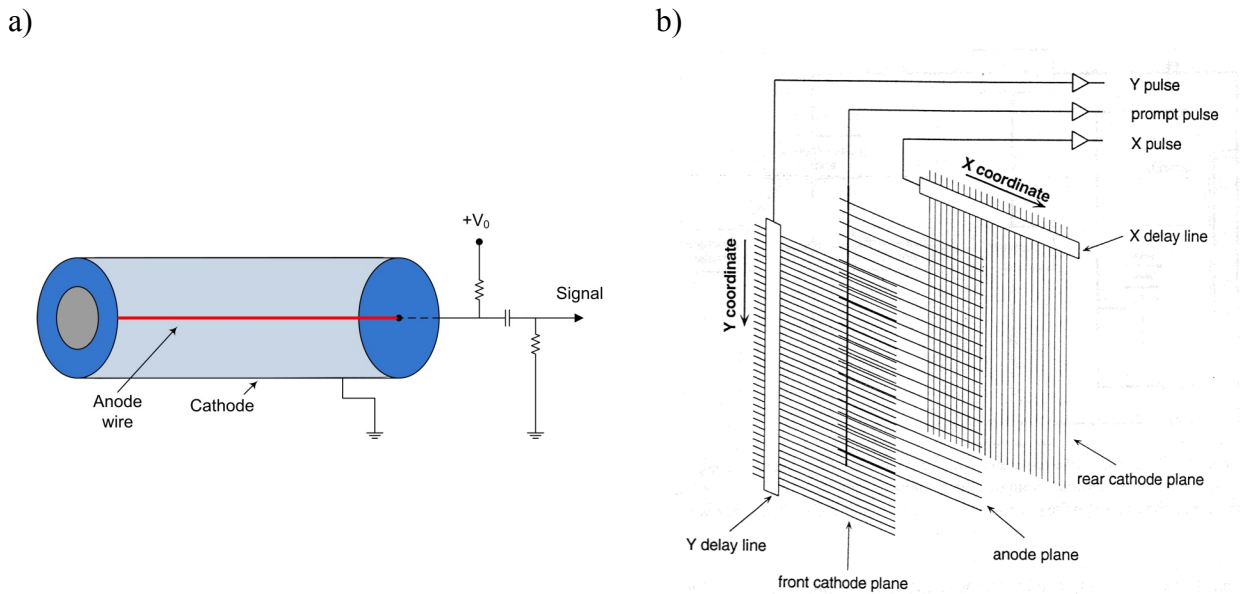 a)
b)
+V₀
Signal
Anode
wire
Cathode
Y pulse
prompt pulse
X pulse
X coordinate
X delay line
Y coordinate
rear cathode plane
anode plane
Y delay line
front cathode plane